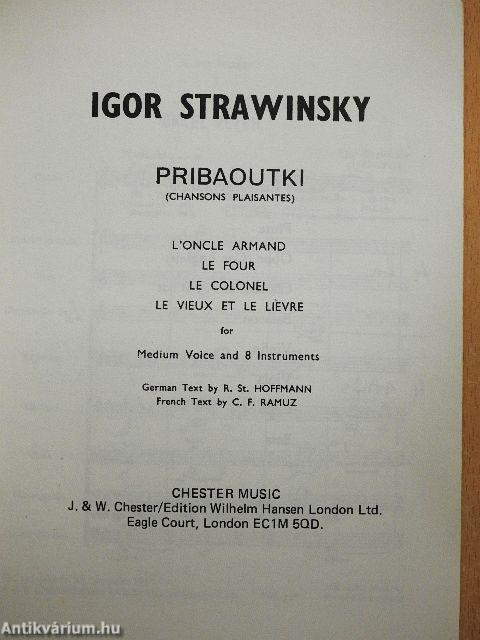 IGOR STRAWINSKY
PRIBAOUTKI
(CHANSONS PLAISANTES)
L'ONCLE ARMAND
LE FOUR
LE COLONEL
LE VIEUX ET LE LIÈVRE
for
Medium Voice and 8 Instruments
German Text by R. St. HOFFMANN
French Text by C. F. RAMUZ
CHESTER MUSIC
J. & W. Chester/Edition Wilhelm Hansen London Ltd.
Eagle Court, London EC1M 5QD.
Antikvárium.hu